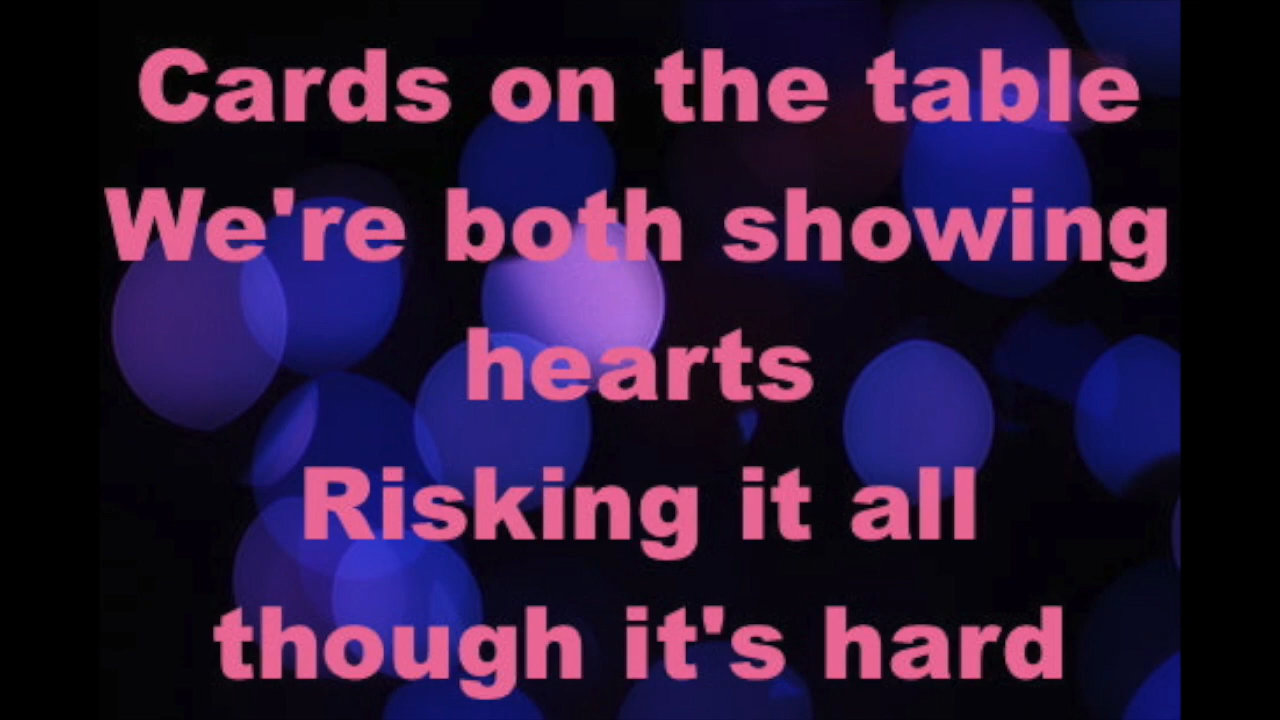 Cards on the table
We're both showing
hearts
Risking it all
though it's hard